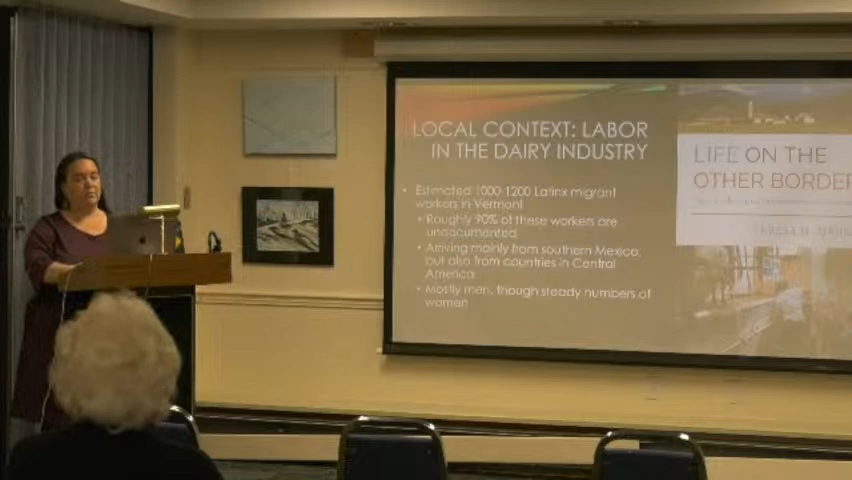 LOCAL CONTEXT: LABOR
IN THE DAIRY INDUSTRY
• Estimated 1000-1200 Latinx migrant
workers in Vermont
• Roughly 90% of these workers are
undocumented
• Arriving mainly from southern Mexico,
but also from countries in Central
America
• Mostly men, though steady numbers of
women
LIFE ON THE
OTHER BORDER